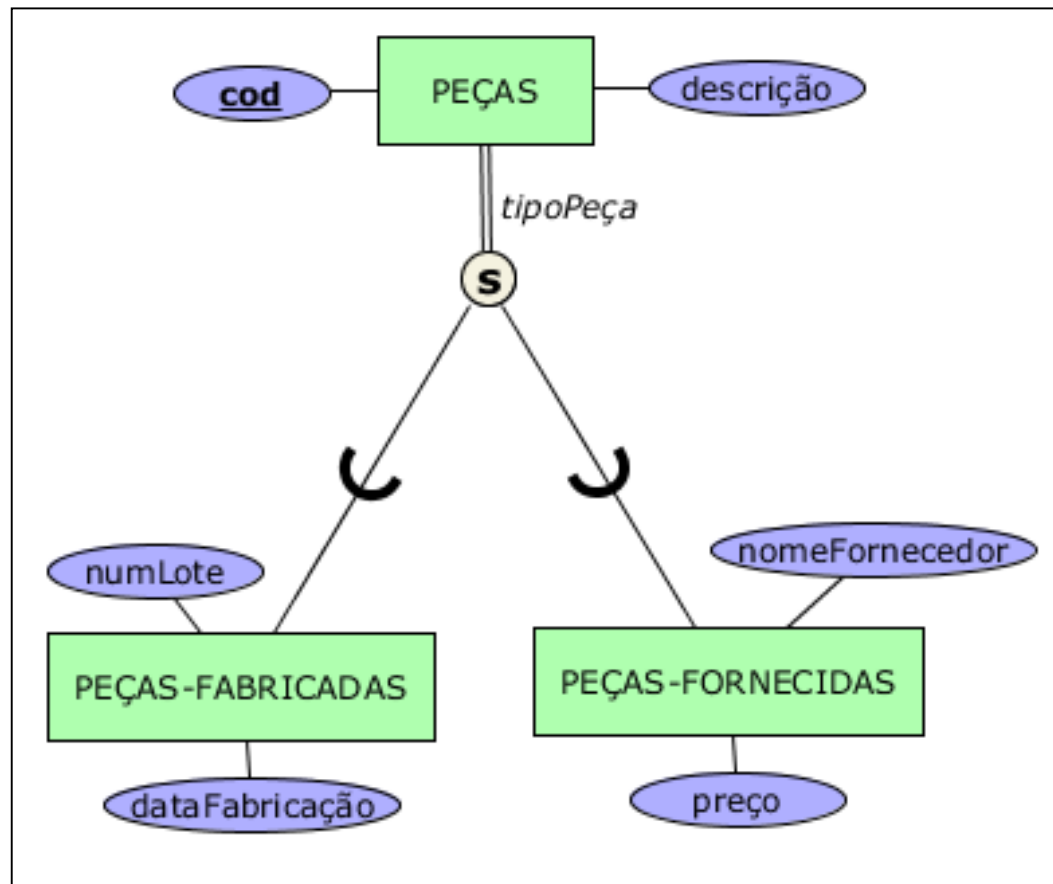 PEÇAS
cod
descrição
tipoPeça
s
numLote
nomeFornecedor
PEÇAS-FABRICADAS
PEÇAS-FORNECIDAS
dataFabricação
preço